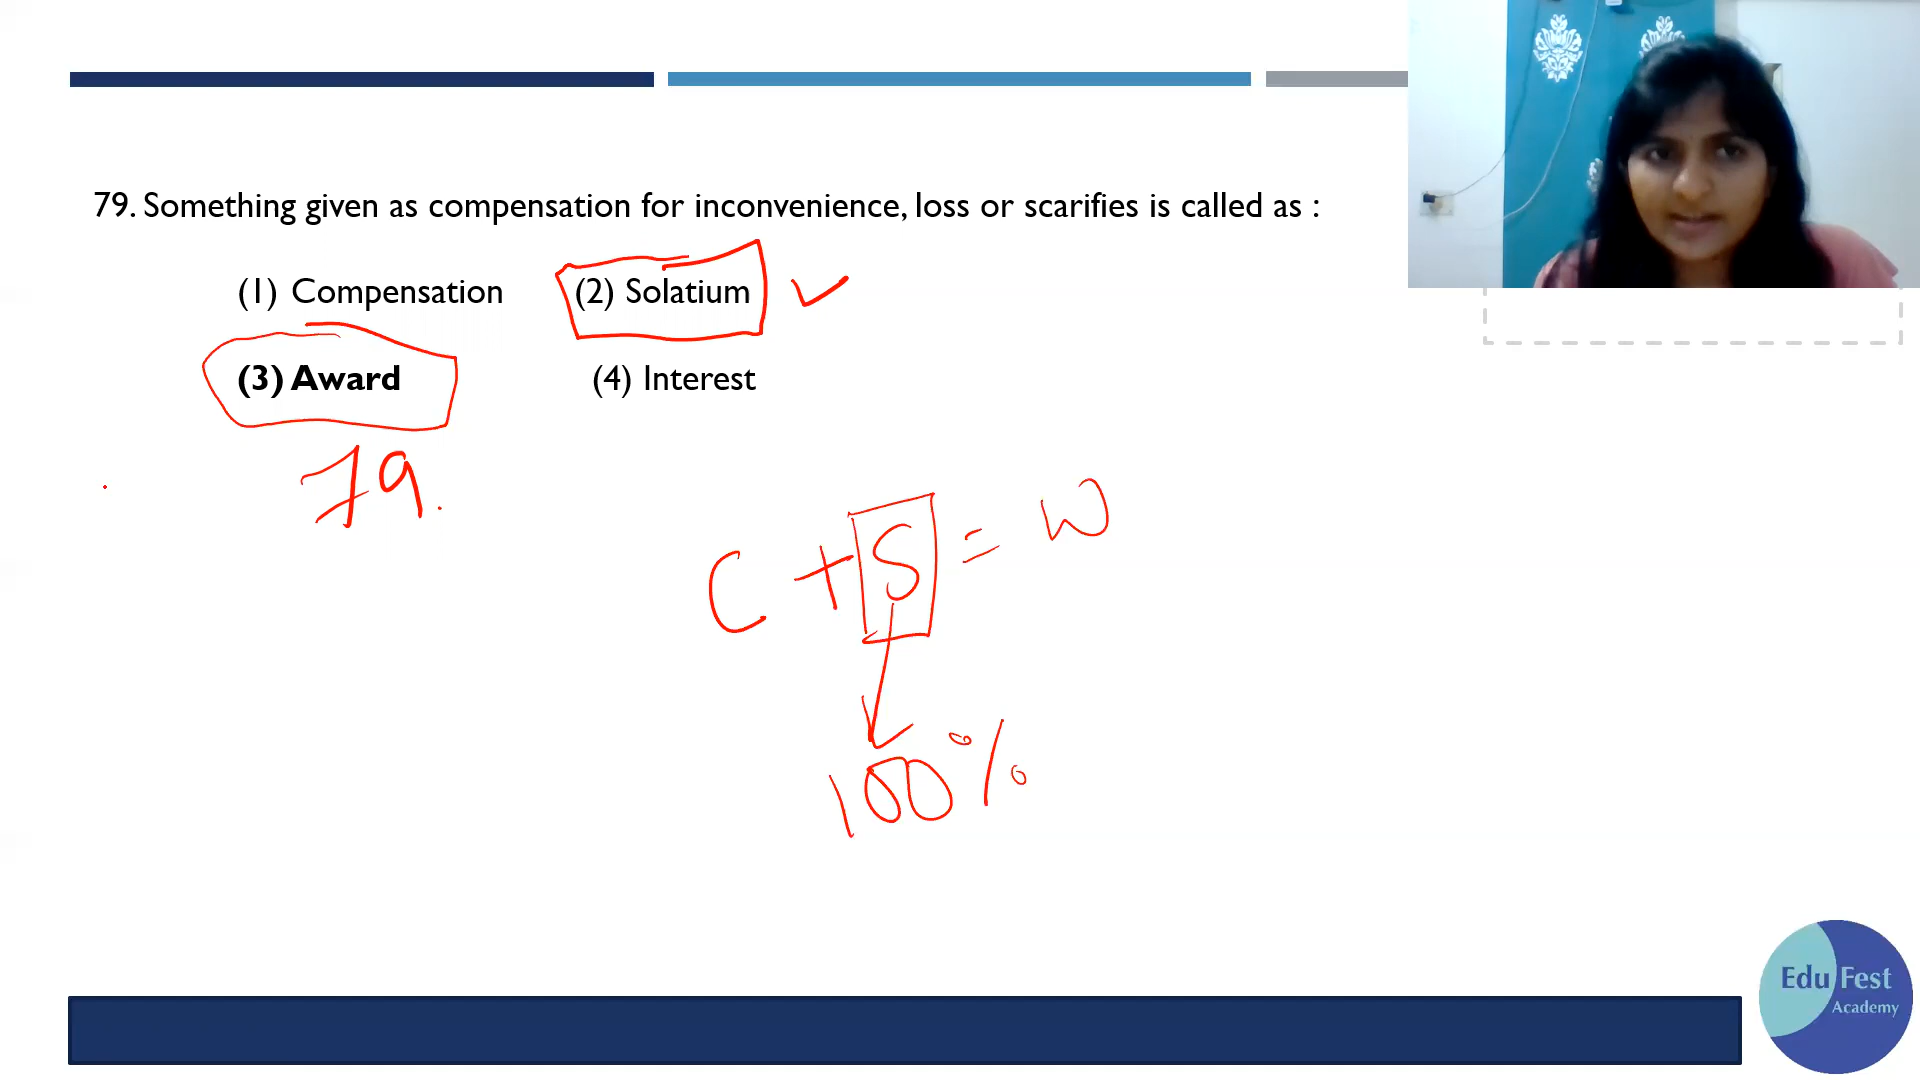 79. Something given as compensation for inconvenience, loss or scarifies is called as :
(1) Compensation (2) Solatium
(3) Award (4) Interest
79.
C + S = W
100%
Edu Fest
Academy